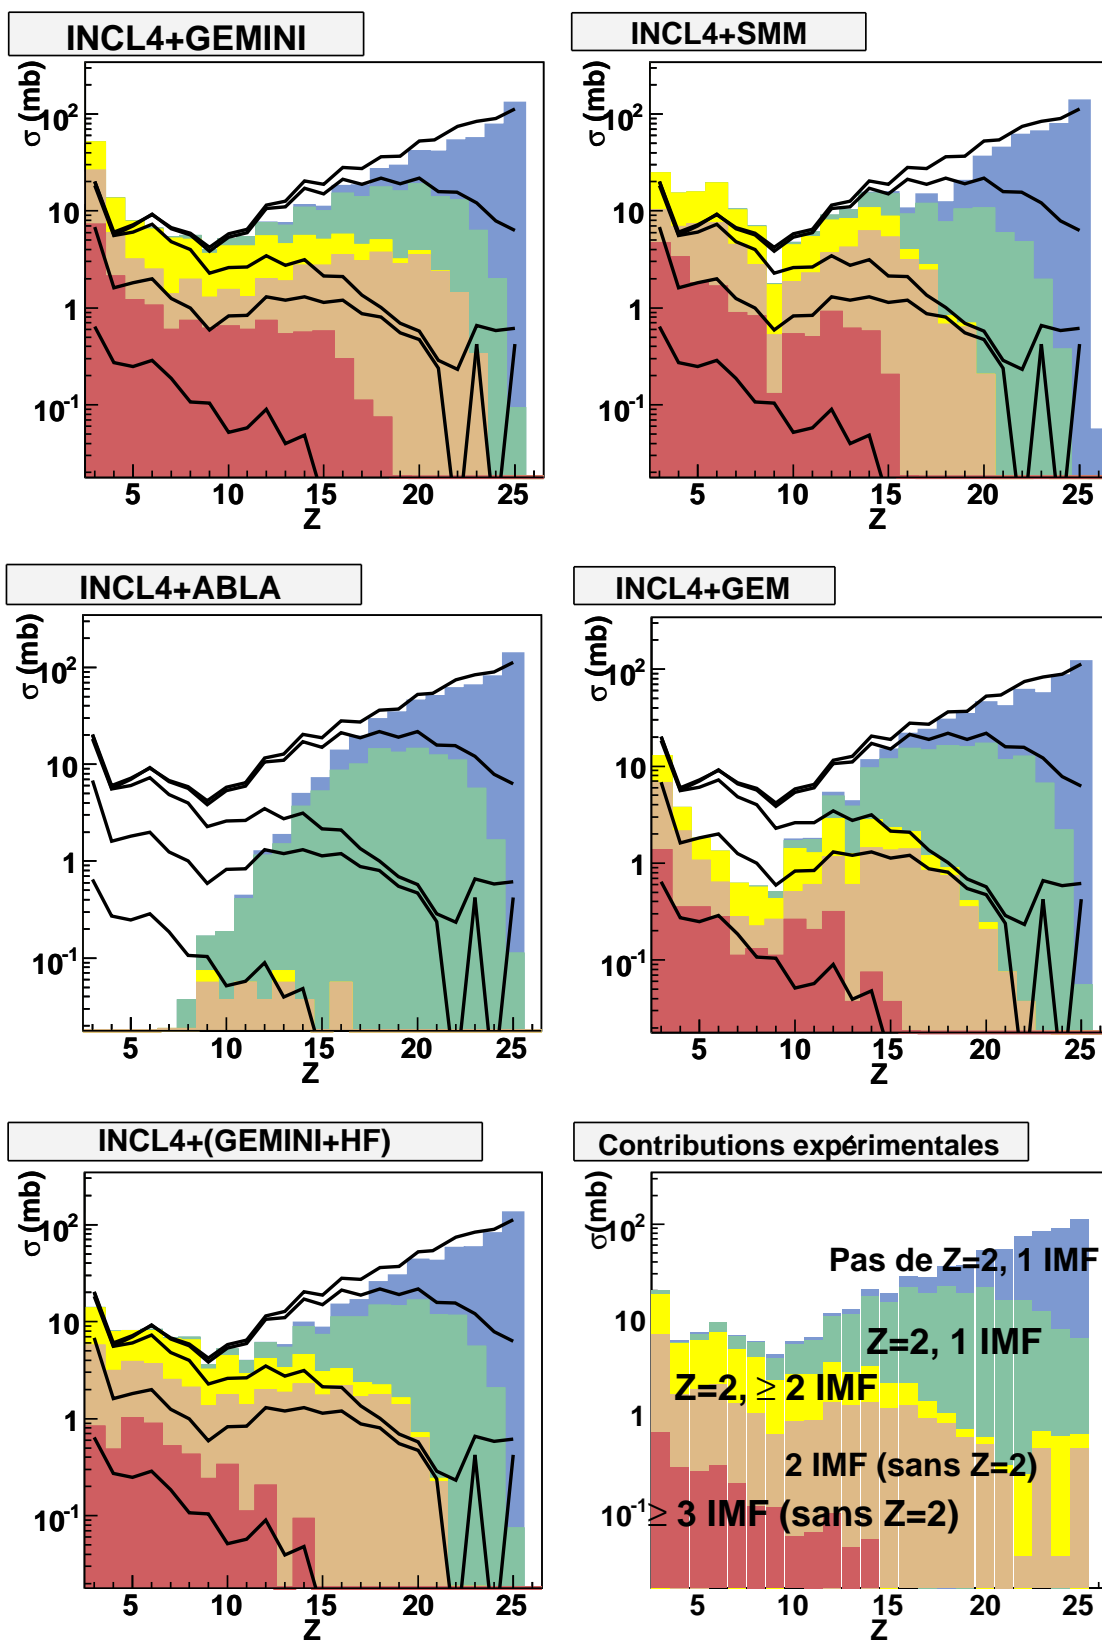 INCL4+GEMINI
INCL4+SMM
σ (mb)
10²
10
1
10⁻¹
5 10 15 20 25
Z
σ (mb)
10²
10
1
10⁻¹
5 10 15 20 25
Z
INCL4+ABLA
INCL4+GEM
σ (mb)
10²
10
1
10⁻¹
5 10 15 20 25
Z
σ (mb)
10²
10
1
10⁻¹
5 10 15 20 25
Z
INCL4+(GEMINI+HF)
Contributions expérimentales
σ (mb)
10²
10
1
10⁻¹
5 10 15 20 25
Z
σ(mb)
10²
10
1
10⁻¹
Pas de Z=2, 1 IMF
Z=2, 1 IMF
Z=2, ≥ 2 IMF
2 IMF (sans Z=2)
≥ 3 IMF (sans Z=2)
5 10 15 20 25
Z